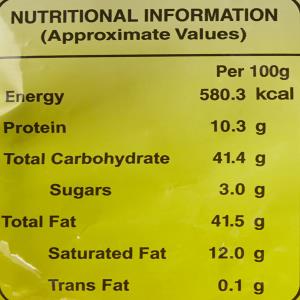 NUTRITIONAL INFORMATION
(Approximate Values)
Per 100g
Energy 580.3 kcal
Protein 10.3 g
Total Carbohydrate 41.4 g
Sugars 3.0 g
Total Fat 41.5 g
Saturated Fat 12.0 g
Trans Fat 0.1 g